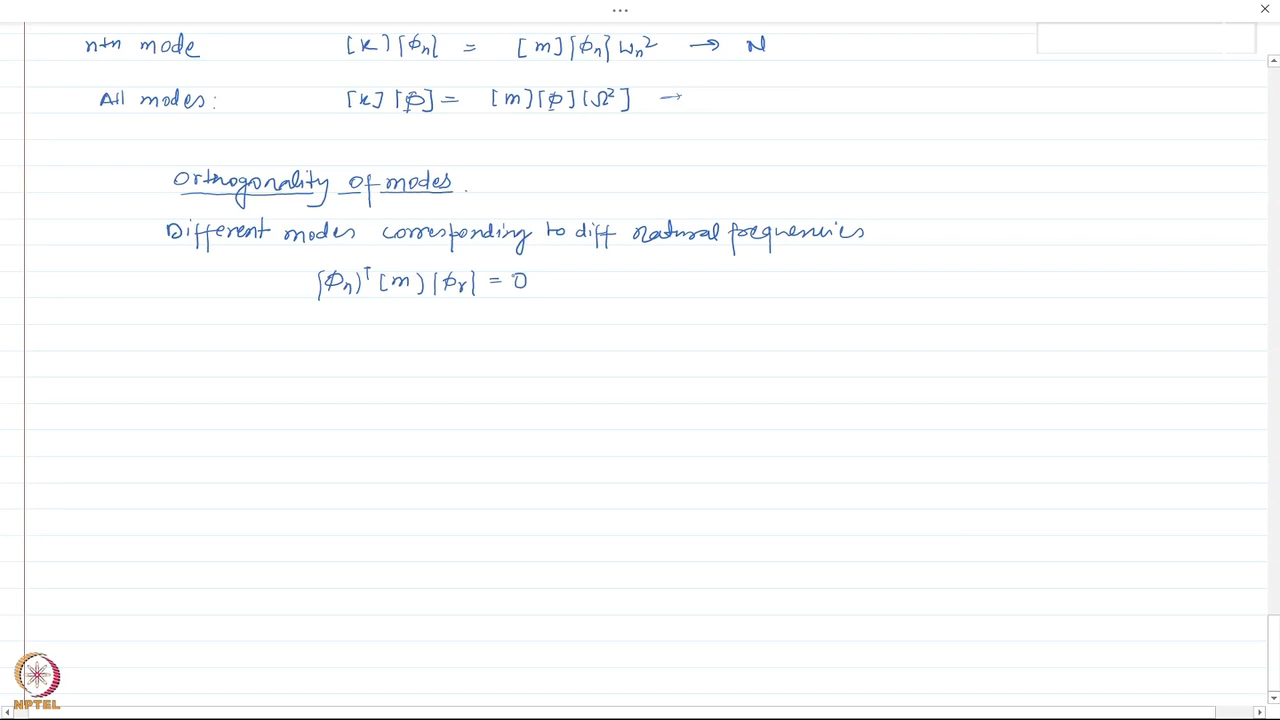 nth mode [k]{ϕn} = [m]{ϕn}ωn² → N
All modes: [k][ϕ] = [m][ϕ][Ω²] →
Orthogonality of modes.
Different modes corresponding to diff natural frequencies
{ϕn}ᵀ[m]{ϕr} = 0
NPTEL